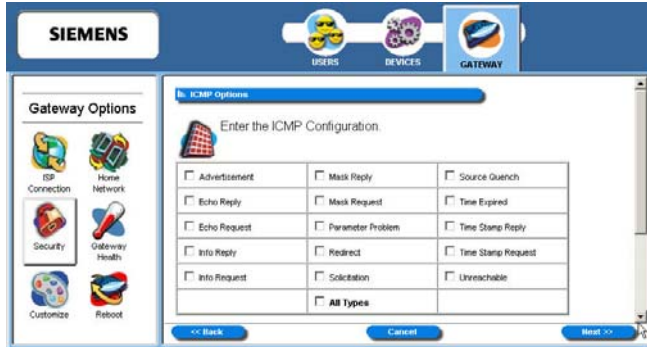 SIEMENS
USERS
DEVICES
GATEWAY
Gateway Options
ISP Connection
Home Network
Security
Gateway Health
Customize
Reboot
ICMP Options
Enter the ICMP Configuration.
Advertisement
Mask Reply
Source Quench
Echo Reply
Mask Request
Time Expired
Echo Request
Parameter Problem
Time Stamp Reply
Info Reply
Redirect
Time Stamp Request
Info Request
Solicitation
Unreachable
All Types
<< Back
Cancel
Next >>